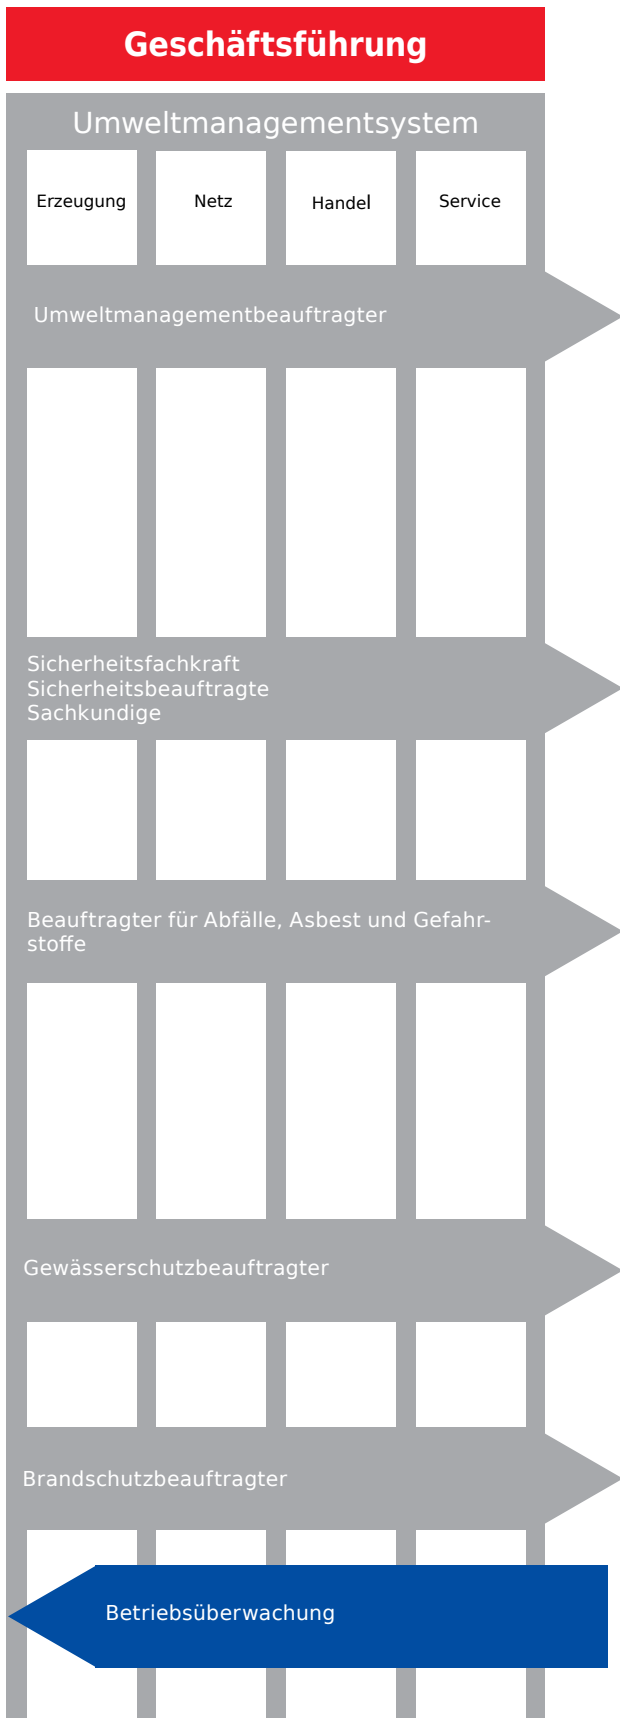 Geschäftsführung
Umweltmanagementsystem
Erzeugung
Netz
Handel
Service
Umweltmanagementbeauftragter
Sicherheitsfachkraft
Sicherheitsbeauftragte
Sachkundige
Beauftragter für Abfälle, Asbest und Gefahr-
stoffe
Gewässerschutzbeauftragter
Brandschutzbeauftragter
Betriebsüberwachung